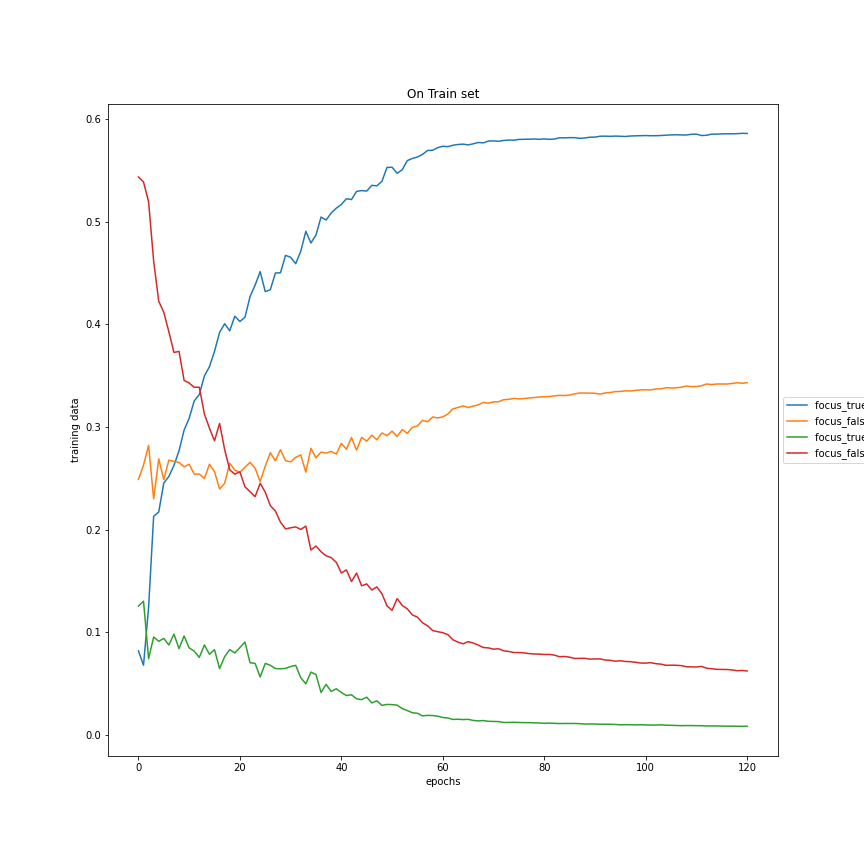 On Train set
0.6
0.5
0.4
0.3
0.2
0.1
0.0
training data
0 20 40 60 80 100 120
epochs
focus_true
focus_fals
focus_true
focus_fals